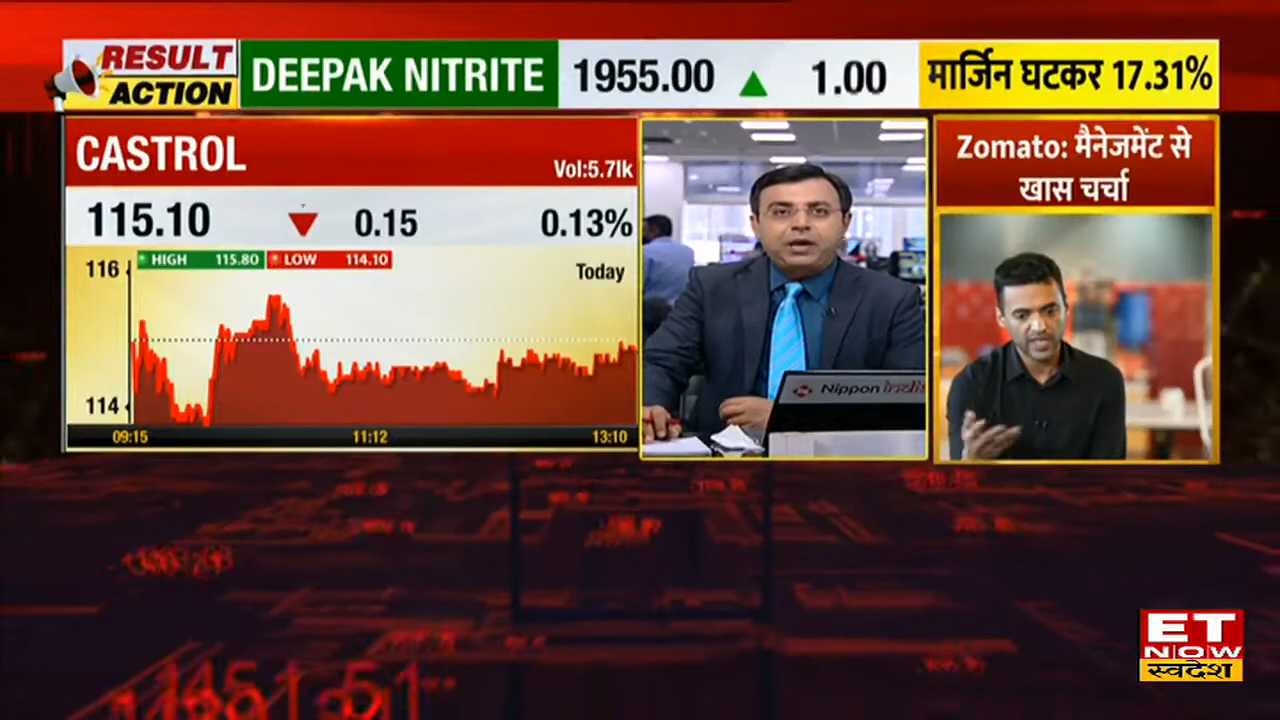 RESULT
ACTION
DEEPAK NITRITE
1955.00 1.00
मार्जिन घटकर 17.31%
CASTROL
Vol:5.7lk
115.10 0.15 0.13%
HIGH 115.80 LOW 114.10
Today
116
114
09:15 11:12 13:10
Nippon
Zomato: मैनेजमेंट से
खास चर्चा
ET
NOW
स्वदेश